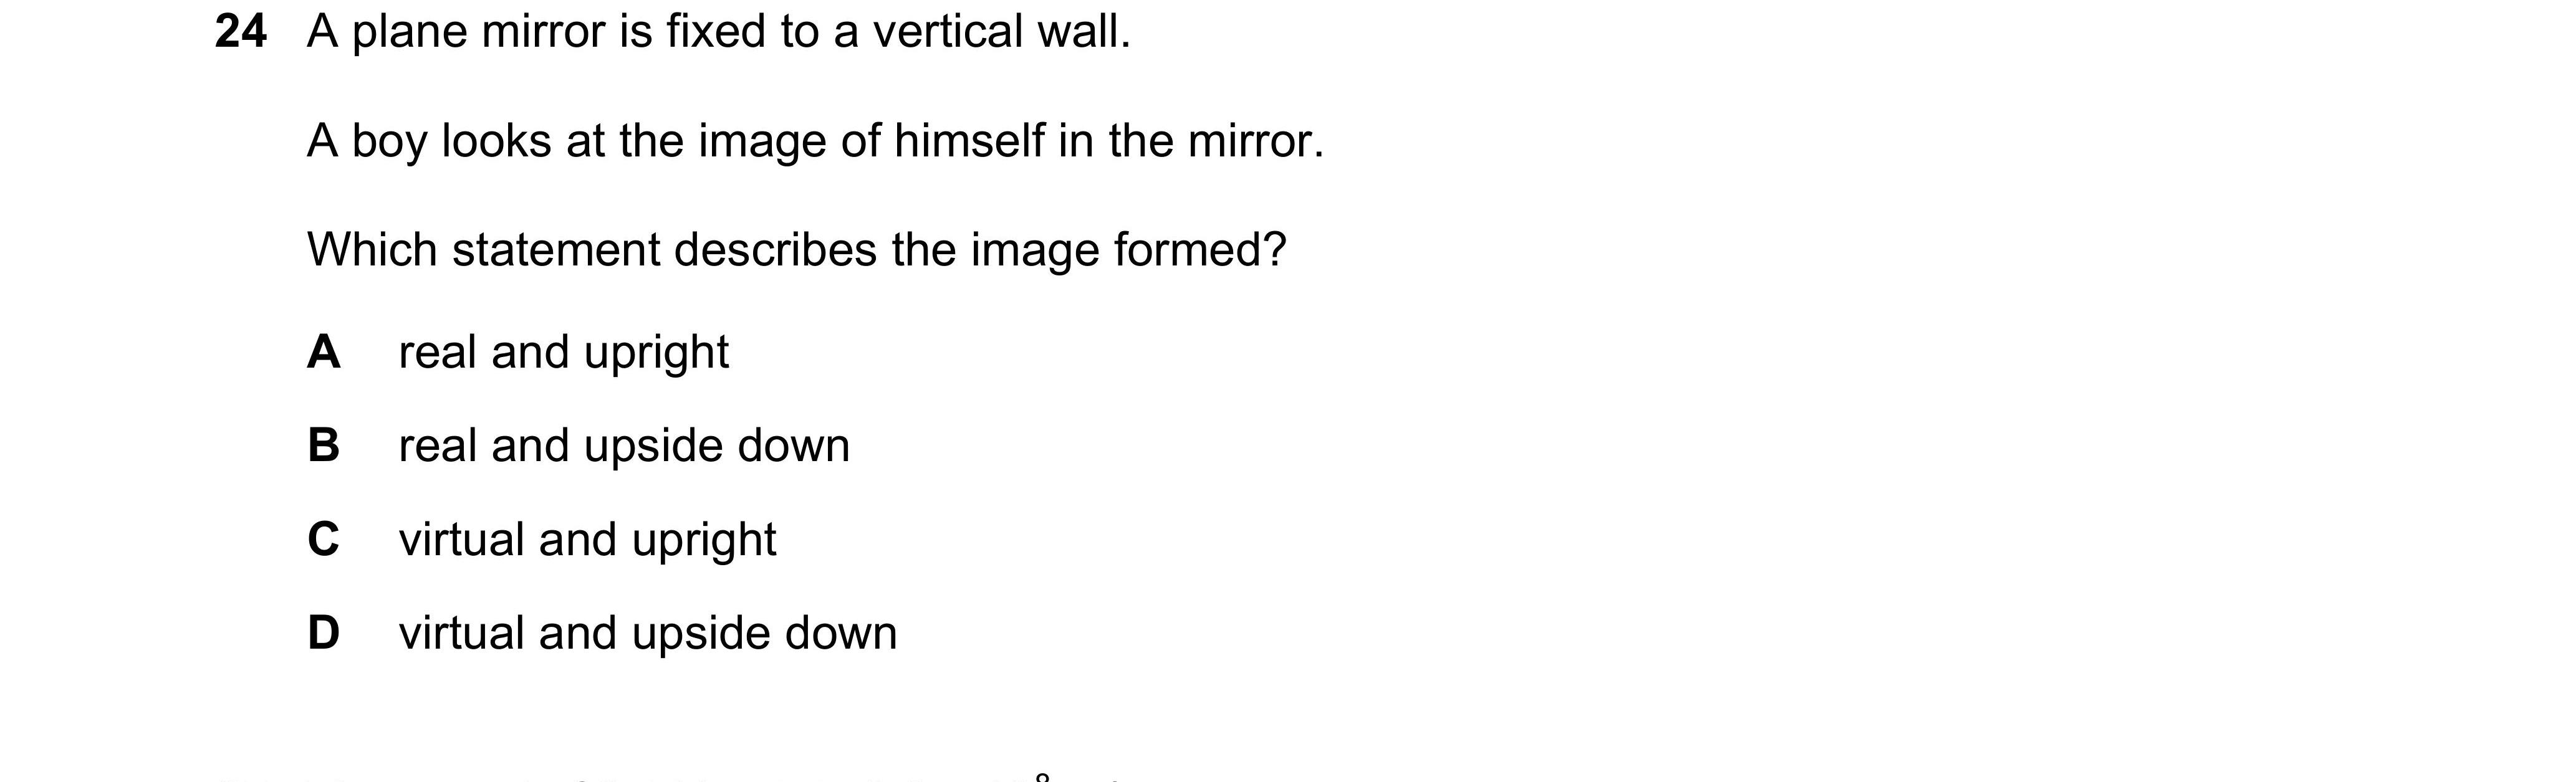 24 A plane mirror is fixed to a vertical wall.
A boy looks at the image of himself in the mirror.
Which statement describes the image formed?
A real and upright
B real and upside down
C virtual and upright
D virtual and upside down